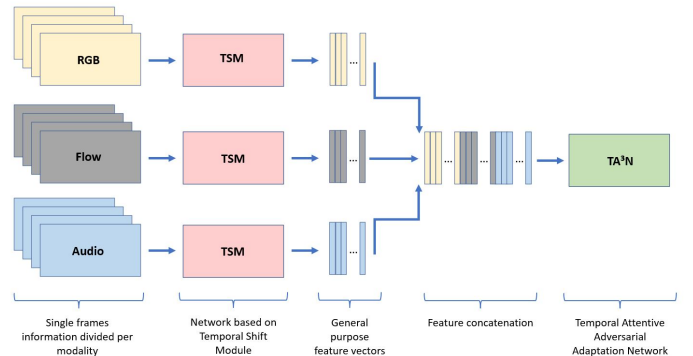 RGB
TSM
...
Flow
TSM
...
... ... ...
TA³N
Audio
TSM
...
Single frames
information divided per
modality
Network based on
Temporal Shift
Module
General
purpose
feature vectors
Feature concatenation
Temporal Attentive
Adversarial
Adaptation Network